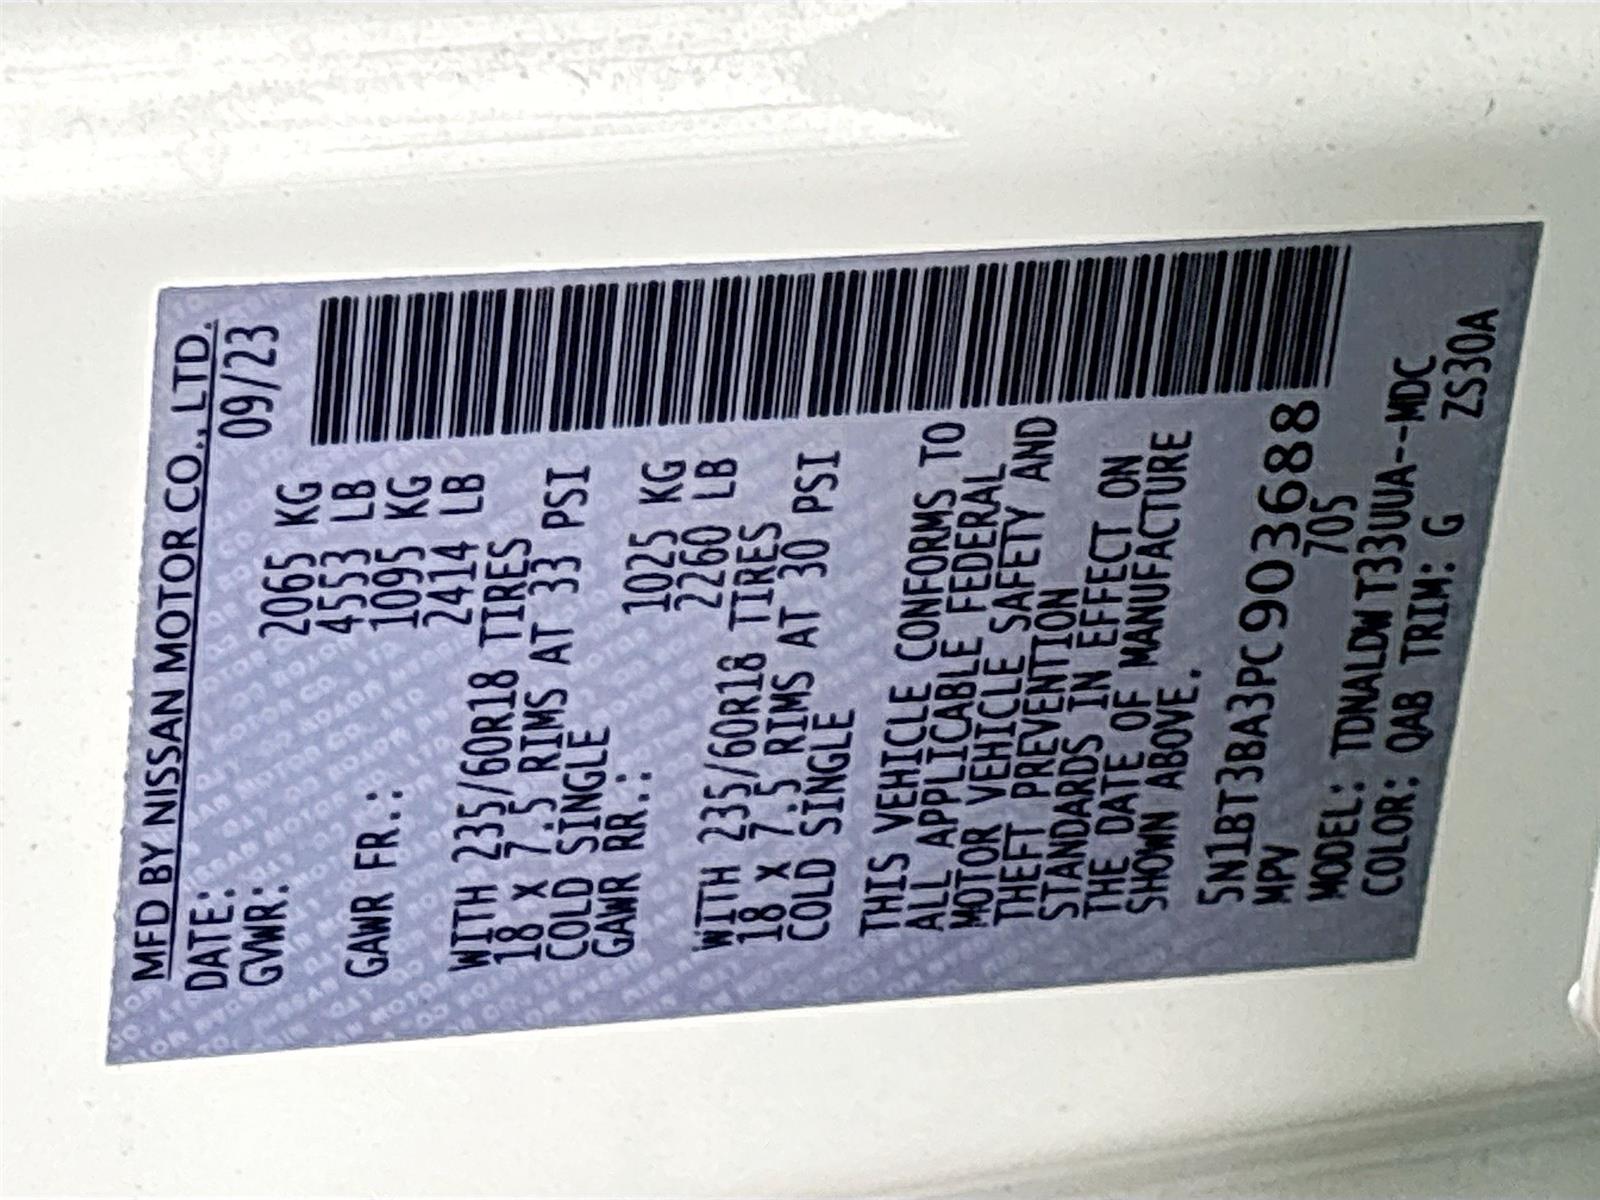 MFD BY NISSAN MOTOR CO., LTD.
DATE: 09/23
GVWR: 2065 KG
4553 LB
GAWR FR.: 1095 KG
2414 LB
WITH 235/60R18 TIRES
18 X 7.5 RIMS AT 33 PSI
COLD SINGLE
GAWR RR.: 1025 KG
2260 LB
WITH 235/60R18 TIRES
18 X 7.5 RIMS AT 30 PSI
COLD SINGLE
THIS VEHICLE CONFORMS TO
ALL APPLICABLE FEDERAL
MOTOR VEHICLE SAFETY AND
THEFT PREVENTION
STANDARDS IN EFFECT ON
THE DATE OF MANUFACTURE
SHOWN ABOVE.
5N1BT3BA3PC903688
MPV 705
MODEL: TDNALDW T33UUA--MDC
COLOR: QAB TRIM: G ZS30A